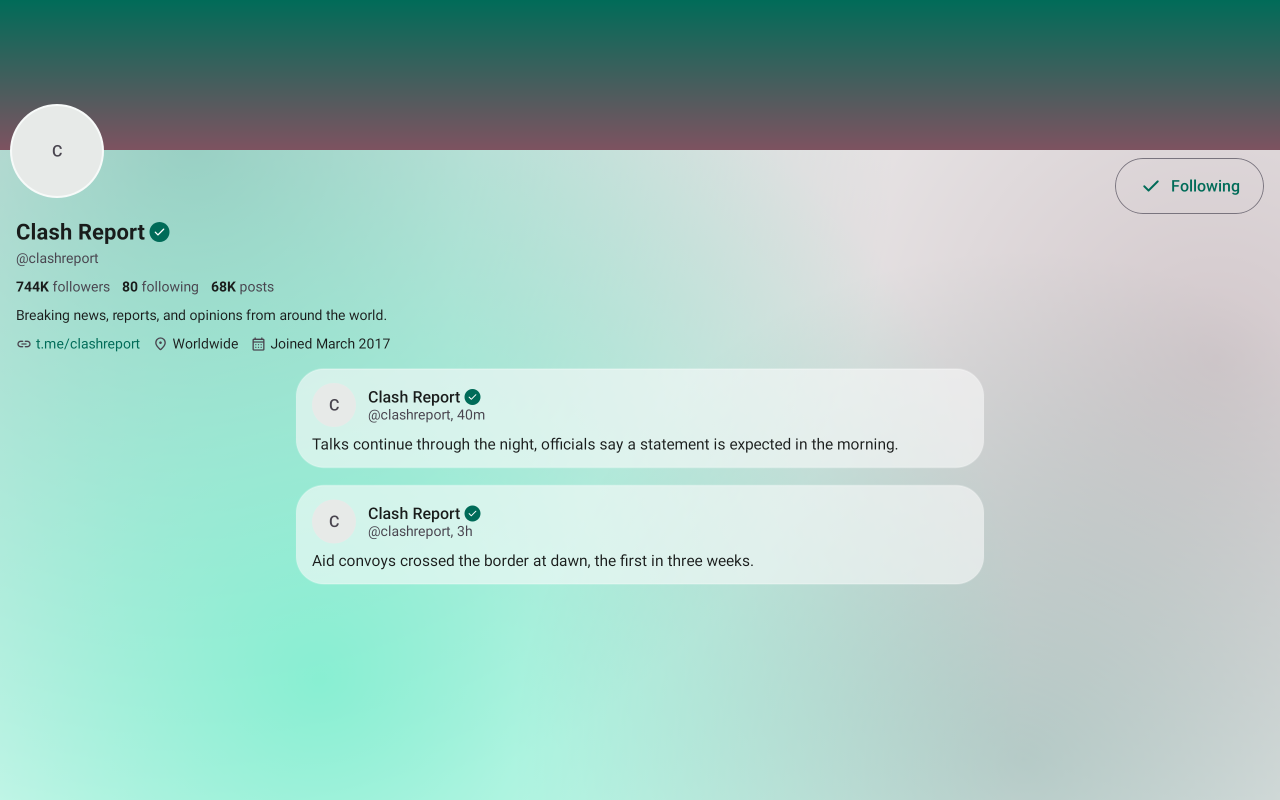 C
Following
Clash Report
@clashreport
744K followers 80 following 68K posts
Breaking news, reports, and opinions from around the world.
t.me/clashreport Worldwide Joined March 2017
C
Clash Report
@clashreport, 40m
Talks continue through the night, officials say a statement is expected in the morning.
C
Clash Report
@clashreport, 3h
Aid convoys crossed the border at dawn, the first in three weeks.